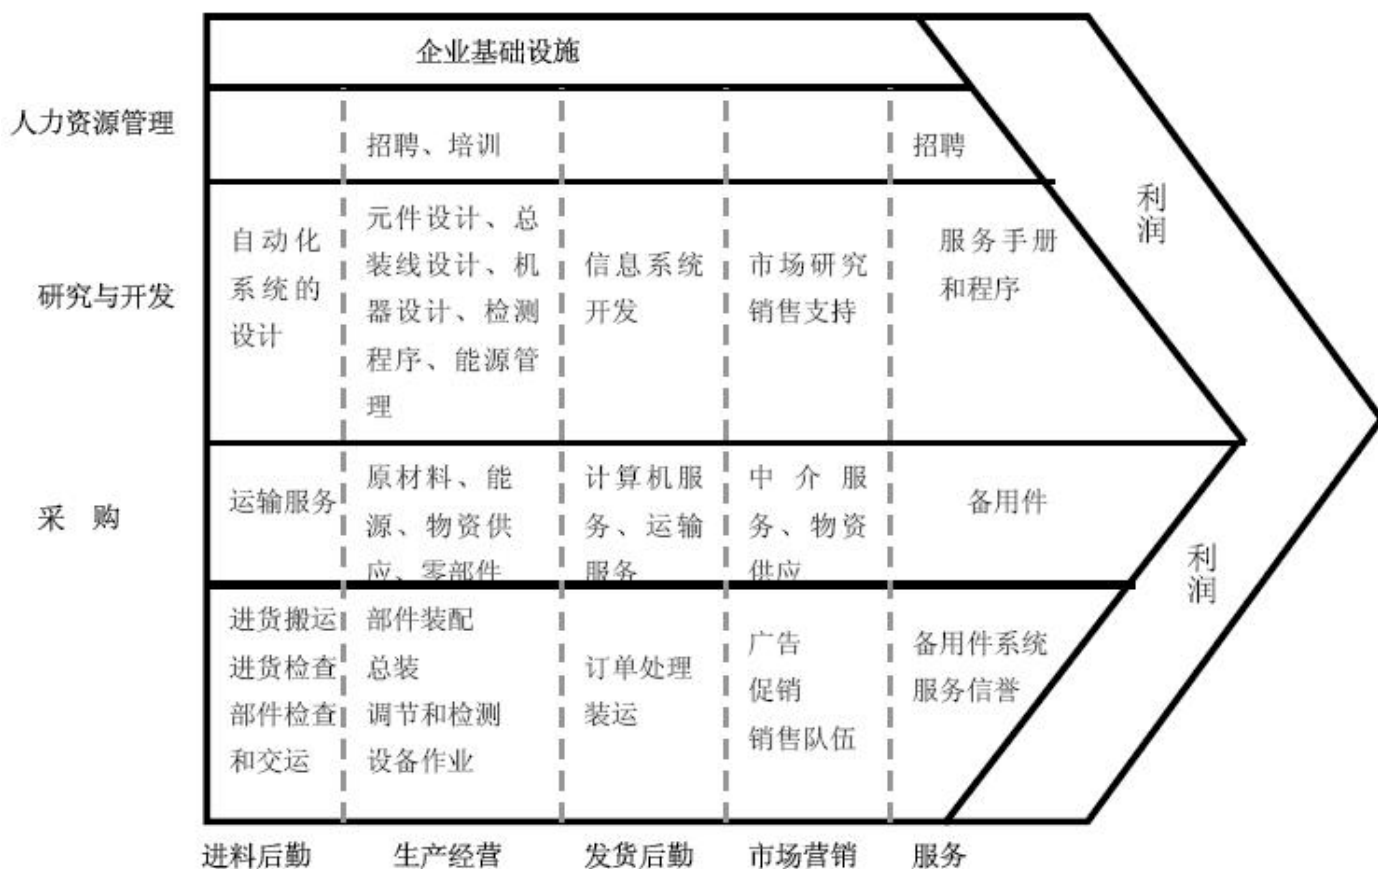 企业基础设施
人力资源管理
招聘、培训
招聘
研究与开发
自动化
系统的
设计
元件设计、总
装线设计、机
器设计、检测
程序、能源管
理
信息系统
开发
市场研究
销售支持
服务手册
和程序
利
润
采 购
运输服务
原材料、能
源、物资供
应、零部件
计算机服
务、运输
服务
中介服
务、物资
供应
备用件
利
润
进货搬运
进货检查
部件检查
和交运
部件装配
总装
调节和检测
设备作业
订单处理
装运
广告
促销
销售队伍
备用件系统
服务信誉
进料后勤
生产经营
发货后勤
市场营销
服务